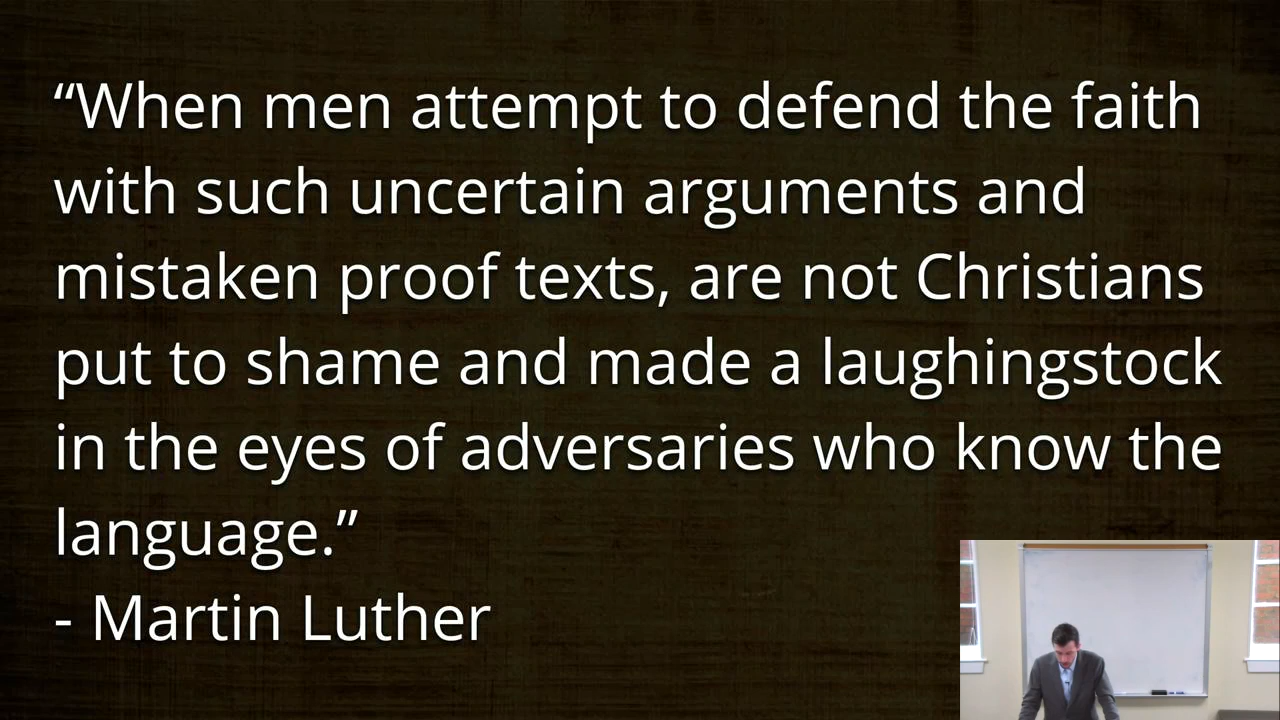 “When men attempt to defend the faith
with such uncertain arguments and
mistaken proof texts, are not Christians
put to shame and made a laughingstock
in the eyes of adversaries who know the
language.”
- Martin Luther